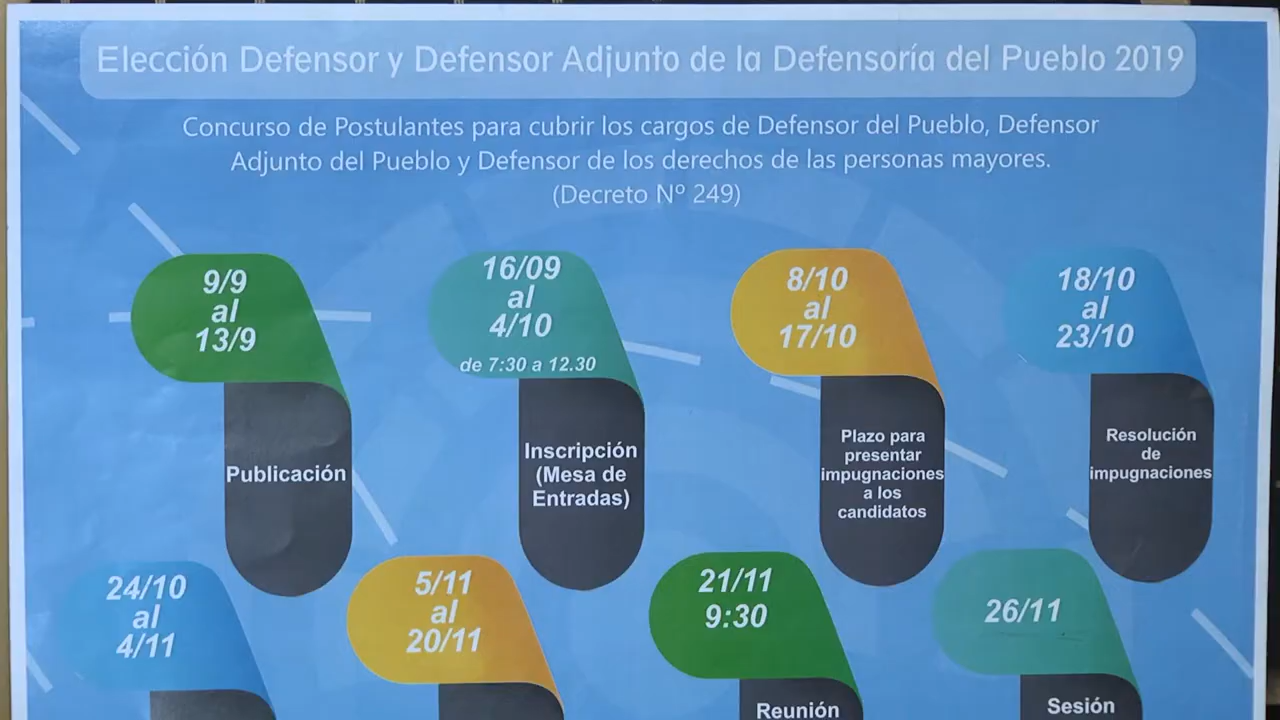 Elección Defensor y Defensor Adjunto de la Defensoría del Pueblo 2019
Concurso de Postulantes para cubrir los cargos de Defensor del Pueblo, Defensor
Adjunto del Pueblo y Defensor de los derechos de las personas mayores.
(Decreto Nº 249)
9/9
al
13/9
Publicación
16/09
al
4/10
de 7:30 a 12.30
Inscripción
(Mesa de
Entradas)
8/10
al
17/10
Plazo para
presentar
impugnaciones
a los
candidatos
18/10
al
23/10
Resolución
de
impugnaciones
24/10
al
4/11
5/11
al
20/11
21/11
9:30
Reunión
26/11
Sesión